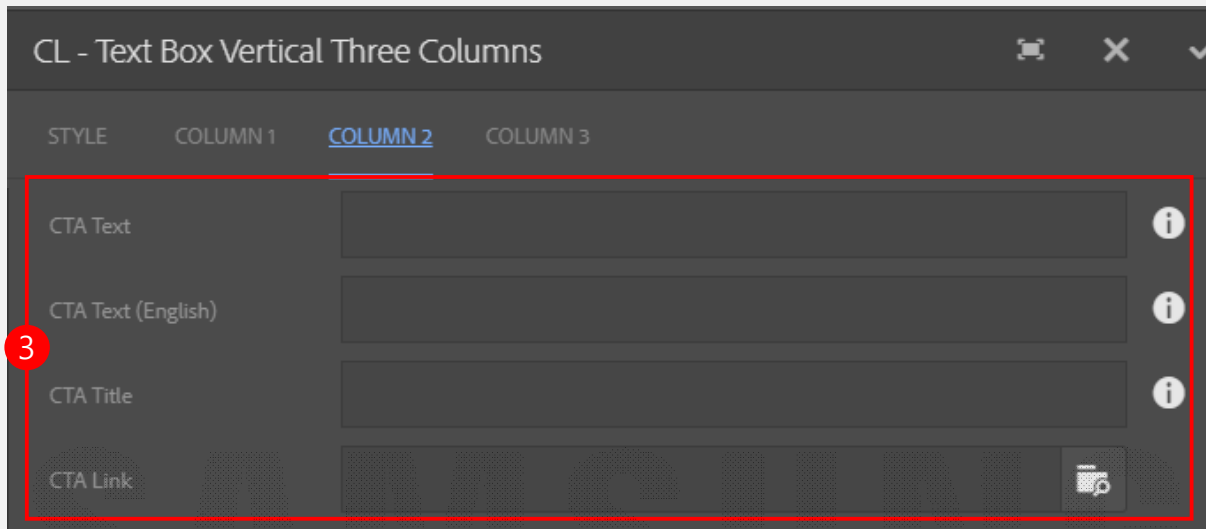 CL - Text Box Vertical Three Columns
STYLE COLUMN 1 COLUMN 2 COLUMN 3
CTA Text
CTA Text (English)
3
CTA Title
CTA Link